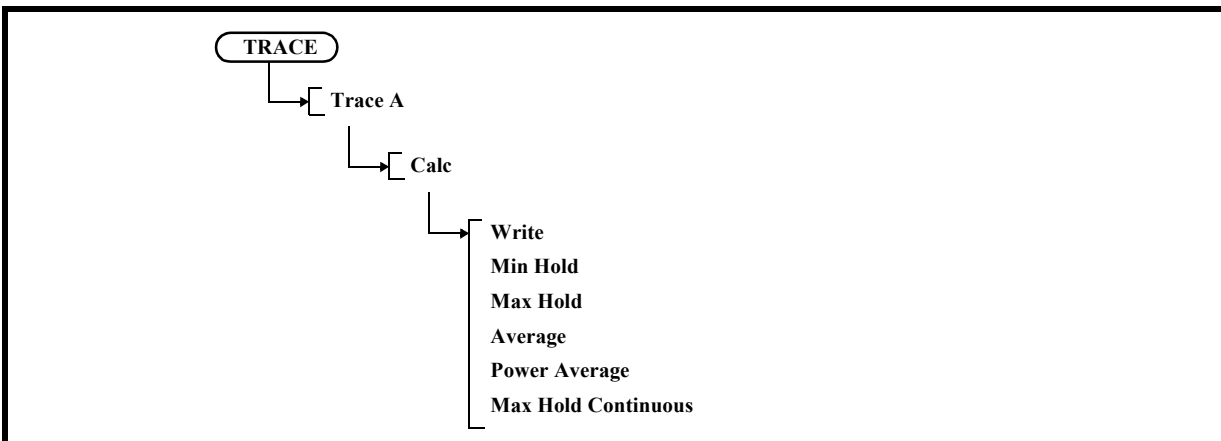 TRACE
Trace A
Calc
Write
Min Hold
Max Hold
Average
Power Average
Max Hold Continuous